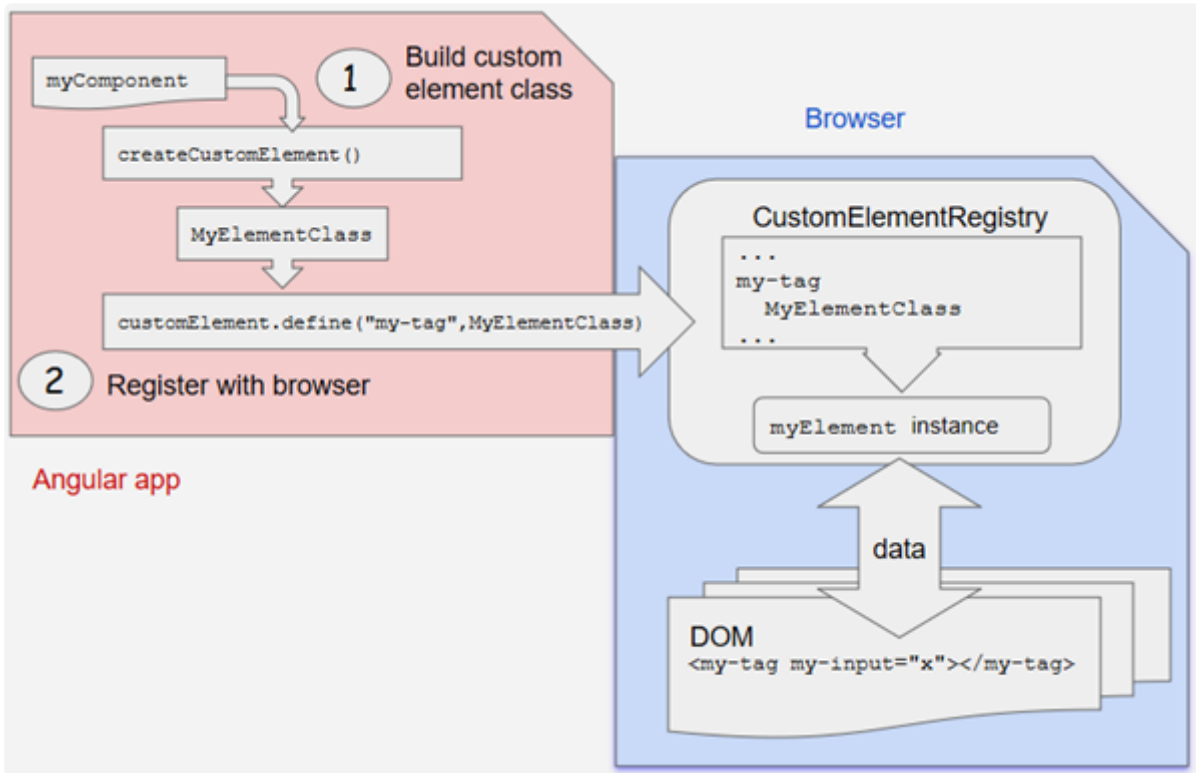 myComponent
1
Build custom
element class
createCustomElement()
MyElementClass
customElement.define("my-tag",MyElementClass)
2
Register with browser
Angular app
Browser
CustomElementRegistry
...
my-tag
MyElementClass
...
myElement instance
data
DOM
<my-tag my-input="x"></my-tag>